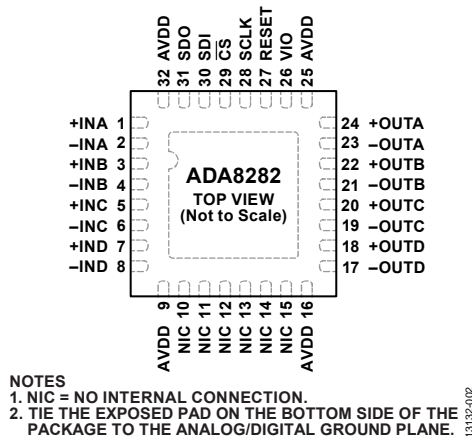 32 AVDD
31 SDO
30 SDI
29 CS
28 SCLK
27 RESET
26 VIO
25 AVDD
+INA 1
–INA 2
+INB 3
–INB 4
+INC 5
–INC 6
+IND 7
–IND 8
ADA8282
TOP VIEW
(Not to Scale)
24 +OUTA
23 –OUTA
22 +OUTB
21 –OUTB
20 +OUTC
19 –OUTC
18 +OUTD
17 –OUTD
AVDD 9
NIC 10
NIC 11
NIC 12
NIC 13
NIC 14
NIC 15
AVDD 16
NOTES
1. NIC = NO INTERNAL CONNECTION.
2. TIE THE EXPOSED PAD ON THE BOTTOM SIDE OF THE
PACKAGE TO THE ANALOG/DIGITAL GROUND PLANE.
13132-002